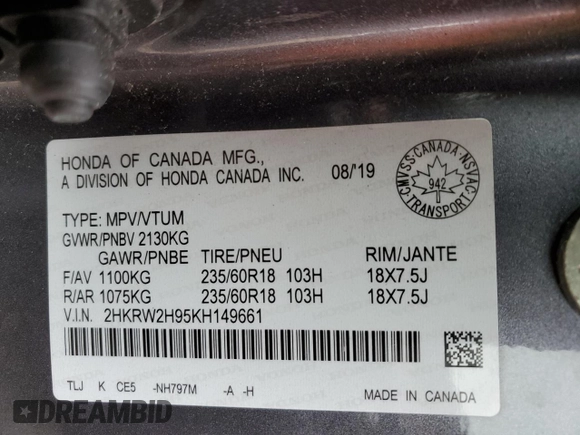 HONDA OF CANADA MFG.,
A DIVISION OF HONDA CANADA INC. 08/'19
CMVSS·CANADA·NSVAC
942
TRANSPORT
TYPE: MPV/VTUM
GVWR/PNBV 2130KG
GAWR/PNBE TIRE/PNEU RIM/JANTE
F/AV 1100KG 235/60R18 103H 18X7.5J
R/AR 1075KG 235/60R18 103H 18X7.5J
V.I.N. 2HKRW2H95KH149661
TLJ K CE5 -NH797M -A -H
MADE IN CANADA
DREAMBID